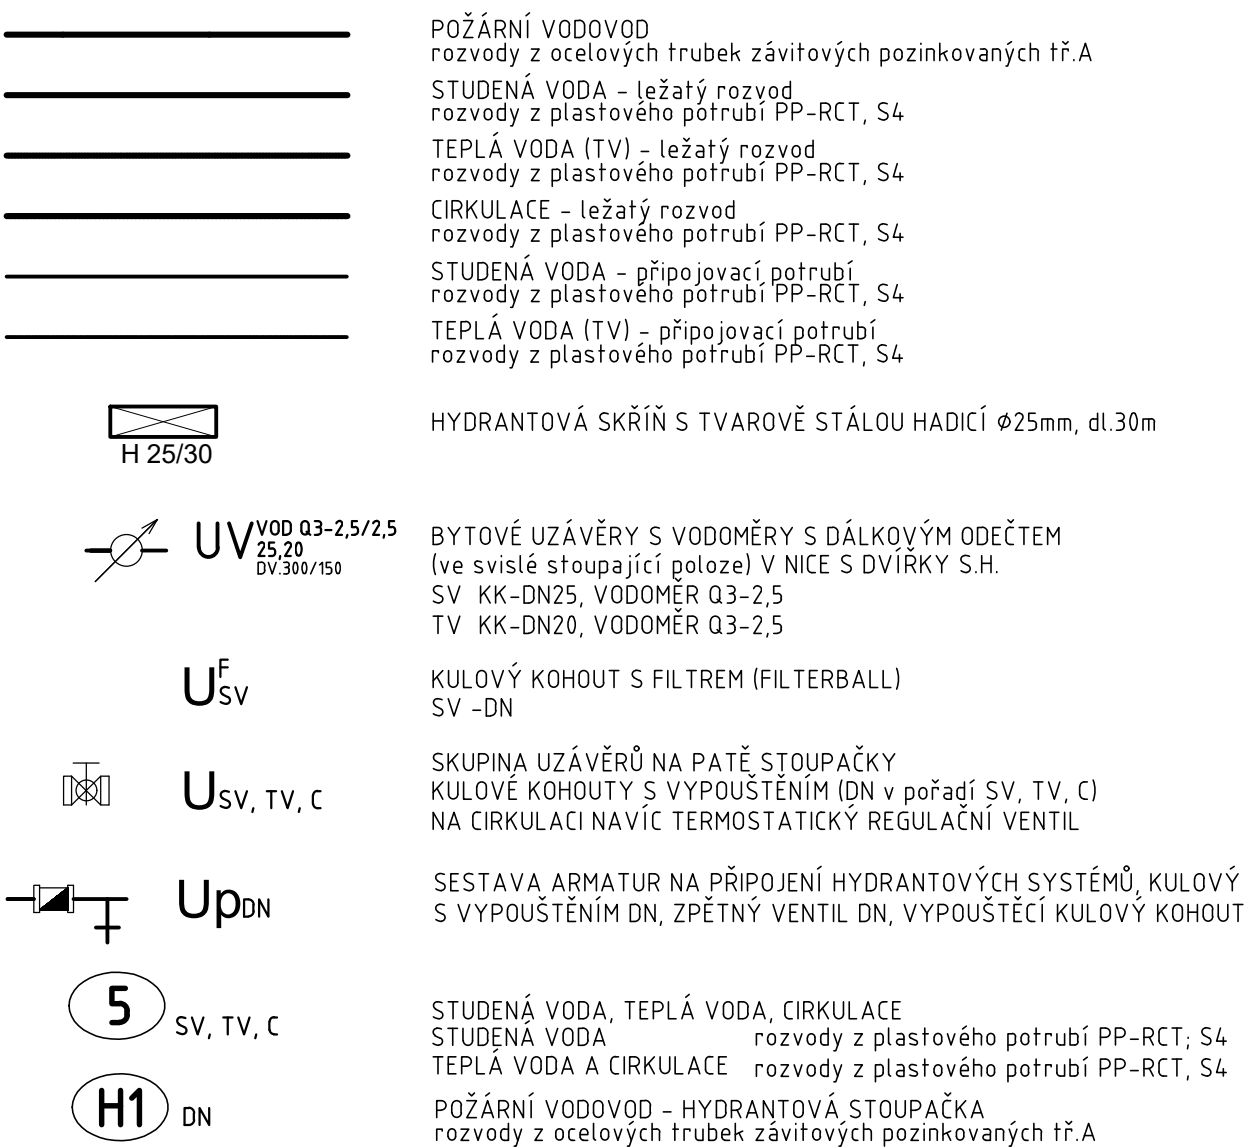 POŽÁRNÍ VODOVOD
rozvody z ocelových trubek závitových pozinkovaných tř.A
STUDENÁ VODA – ležatý rozvod
rozvody z plastového potrubí PP-RCT, S4
TEPLÁ VODA (TV) – ležatý rozvod
rozvody z plastového potrubí PP-RCT, S4
CIRKULACE – ležatý rozvod
rozvody z plastového potrubí PP-RCT, S4
STUDENÁ VODA – připojovací potrubí
rozvody z plastového potrubí PP-RCT, S4
TEPLÁ VODA (TV) – připojovací potrubí
rozvody z plastového potrubí PP-RCT, S4
HYDRANTOVÁ SKŘÍŇ S TVAROVĚ STÁLOU HADICÍ Ø25mm, dl.30m
H 25/30
UV VOD Q3-2,5/2,5
25,20
DV.300/150
BYTOVÉ UZÁVĚRY S VODOMĚRY S DÁLKOVÝM ODEČTEM
(ve svislé stoupající poloze) V NICE S DVÍŘKY S.H.
SV KK-DN25, VODOMĚR Q3-2,5
TV KK-DN20, VODOMĚR Q3-2,5
U F SV
KULOVÝ KOHOUT S FILTREM (FILTERBALL)
SV -DN
U SV, TV, C
SKUPINA UZÁVĚRŮ NA PATĚ STOUPAČKY
KULOVÉ KOHOUTY S VYPOUŠTĚNÍM (DN v pořadí SV, TV, C)
NA CIRKULACI NAVÍC TERMOSTATICKÝ REGULAČNÍ VENTIL
Up DN
SESTAVA ARMATUR NA PŘIPOJENÍ HYDRANTOVÝCH SYSTÉMŮ, KULOVÝ
S VYPOUŠTĚNÍM DN, ZPĚTNÝ VENTIL DN, VYPOUŠTĚCÍ KULOVÝ KOHOUT
5 SV, TV, C
STUDENÁ VODA, TEPLÁ VODA, CIRKULACE
STUDENÁ VODA rozvody z plastového potrubí PP-RCT; S4
TEPLÁ VODA A CIRKULACE rozvody z plastového potrubí PP-RCT, S4
H1 DN
POŽÁRNÍ VODOVOD – HYDRANTOVÁ STOUPAČKA
rozvody z ocelových trubek závitových pozinkovaných tř.A